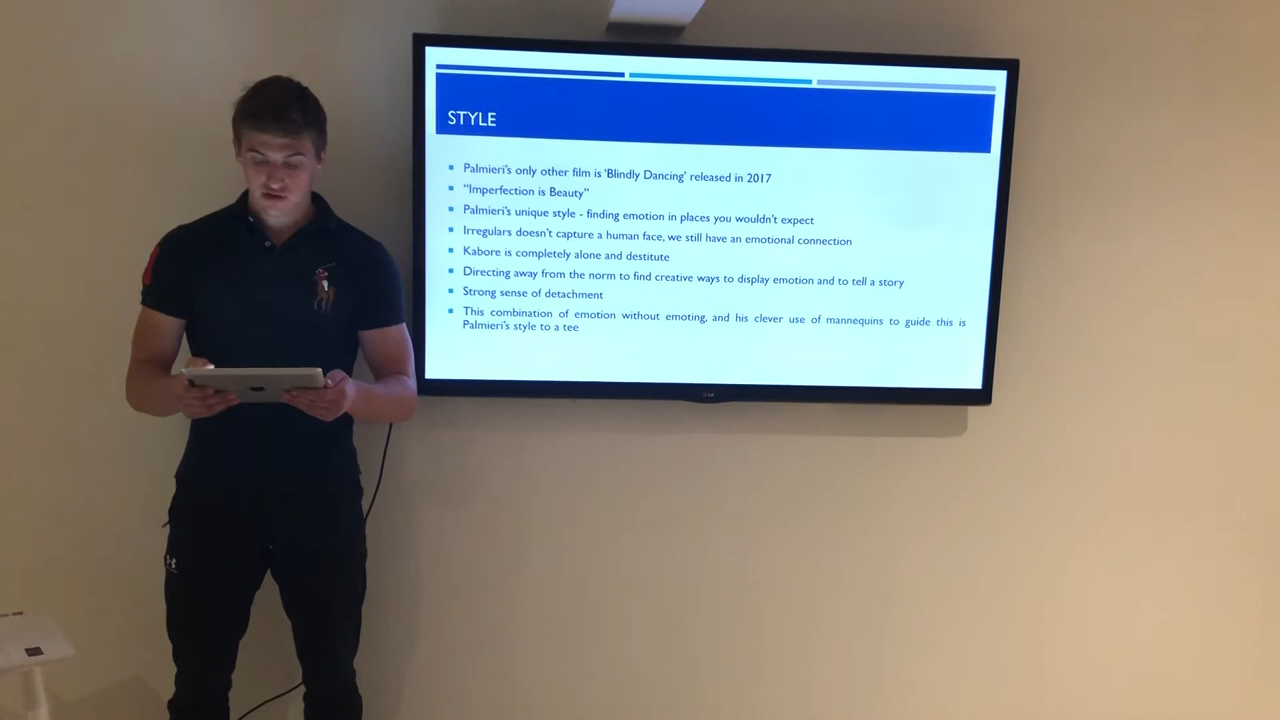 STYLE
Palmieri's only other film is 'Blindly Dancing' released in 2017
"Imperfection is Beauty"
Palmieri's unique style - finding emotion in places you wouldn't expect
Irregulars doesn't capture a human face, we still have an emotional connection
Kabore is completely alone and destitute
Directing away from the norm to find creative ways to display emotion and to tell a story
Strong sense of detachment
This combination of emotion without emoting, and his clever use of mannequins to guide this is
Palmieri's style to a tee
LG